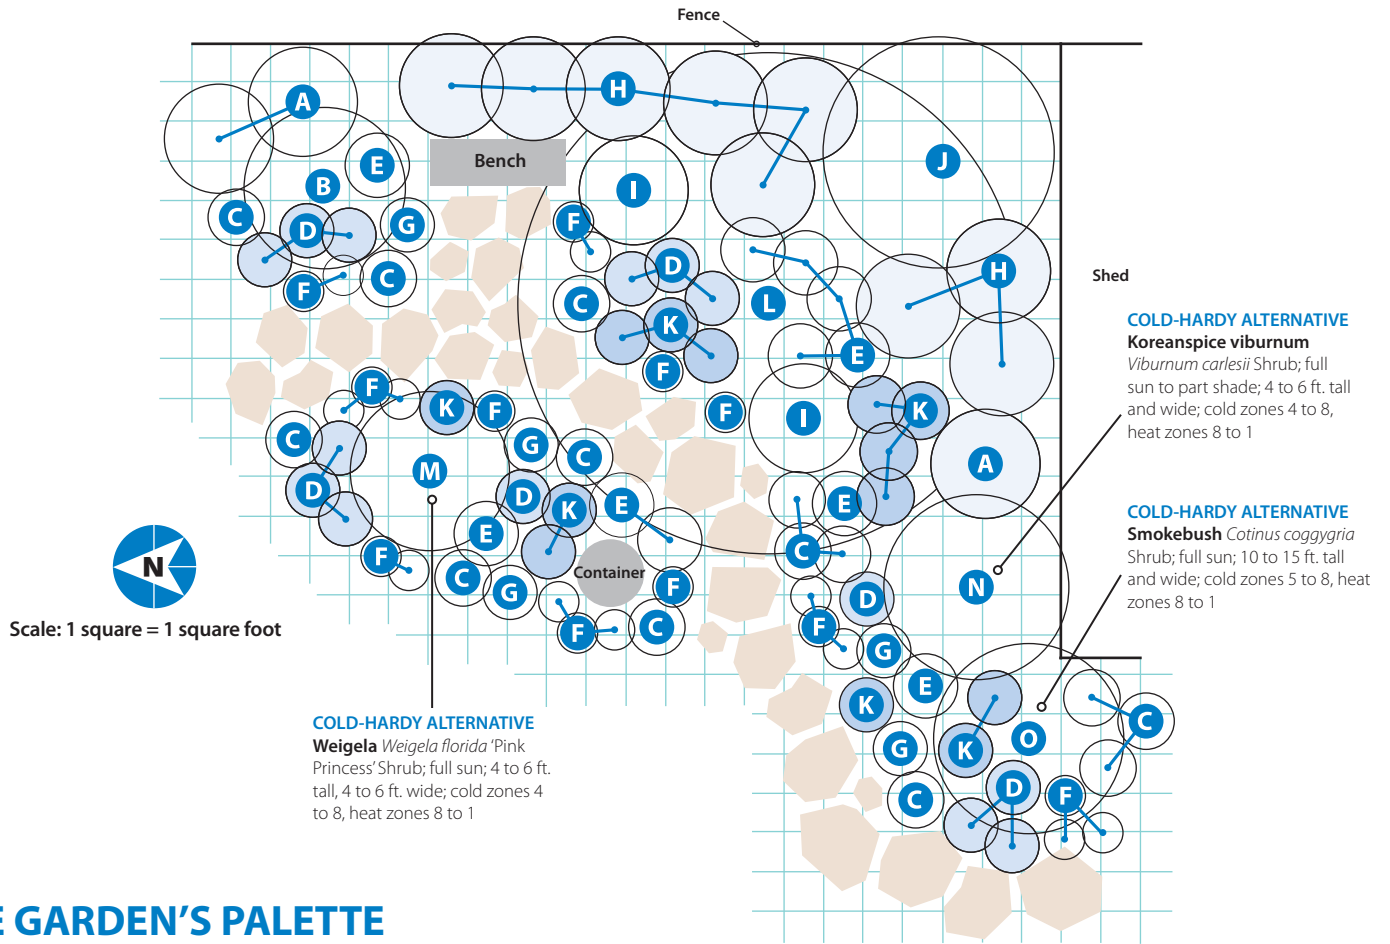 Fence
A
H
J
Bench
E
B
I
C
D
G
F
F
C
F
D
H
Shed
C
L
K
E
COLD-HARDY ALTERNATIVE
Koreanspice viburnum
Viburnum carlesii Shrub; full
sun to part shade; 4 to 6 ft. tall
and wide; cold zones 4 to 8,
heat zones 8 to 1
F
F
K
F
F
I
K
C
G
C
M
A
D
D
K
E
E
COLD-HARDY ALTERNATIVE
Smokebush Cotinus coggygria
Shrub; full sun; 10 to 15 ft. tall
and wide; cold zones 5 to 8, heat
zones 8 to 1
E
C
F
N
Container
C
G
F
N
D
Scale: 1 square = 1 square foot
F
C
F
G
E
K
C
COLD-HARDY ALTERNATIVE
Weigela Weigela florida ‘Pink
Princess’ Shrub; full sun; 4 to 6 ft.
tall, 4 to 6 ft. wide; cold zones 4
to 8, heat zones 8 to 1
G
K
O
D
F
C
E GARDEN’S PALETTE